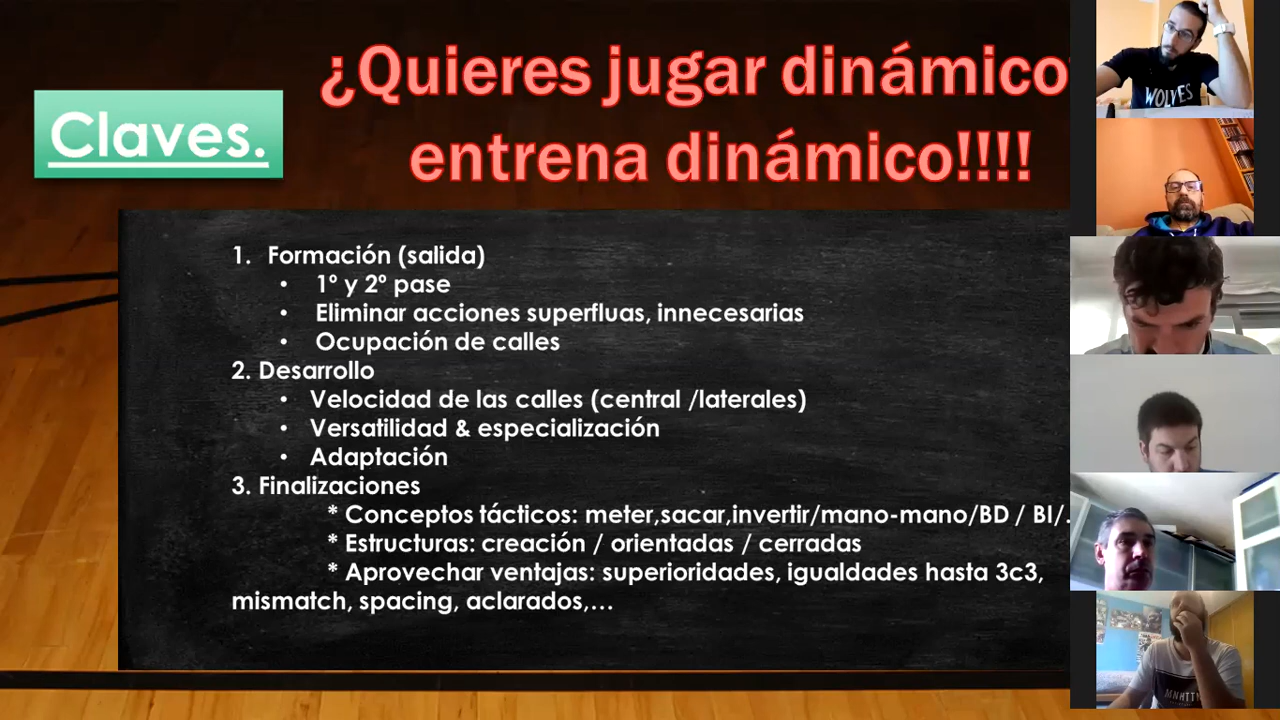 ¿Quieres jugar dinámico
Claves.
entrena dinámico!!!!
1. Formación (salida)
• 1º y 2º pase
• Eliminar acciones superfluas, innecesarias
• Ocupación de calles
2. Desarrollo
• Velocidad de las calles (central /laterales)
• Versatilidad & especialización
• Adaptación
3. Finalizaciones
* Conceptos tácticos: meter,sacar,invertir/mano-mano/BD / BI/.
* Estructuras: creación / orientadas / cerradas
* Aprovechar ventajas: superioridades, igualdades hasta 3c3,
mismatch, spacing, aclarados,...
WOLVES